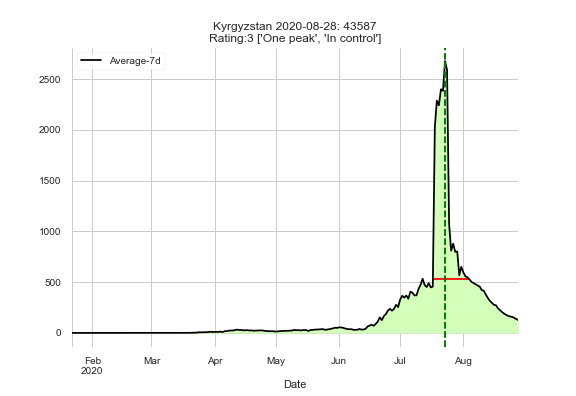 Kyrgyzstan 2020-08-28: 43587
Rating:3 ['One peak', 'In control']
Average-7d
2500
2000
1500
1000
500
0
Feb Mar Apr May Jun Jul Aug
2020
Date